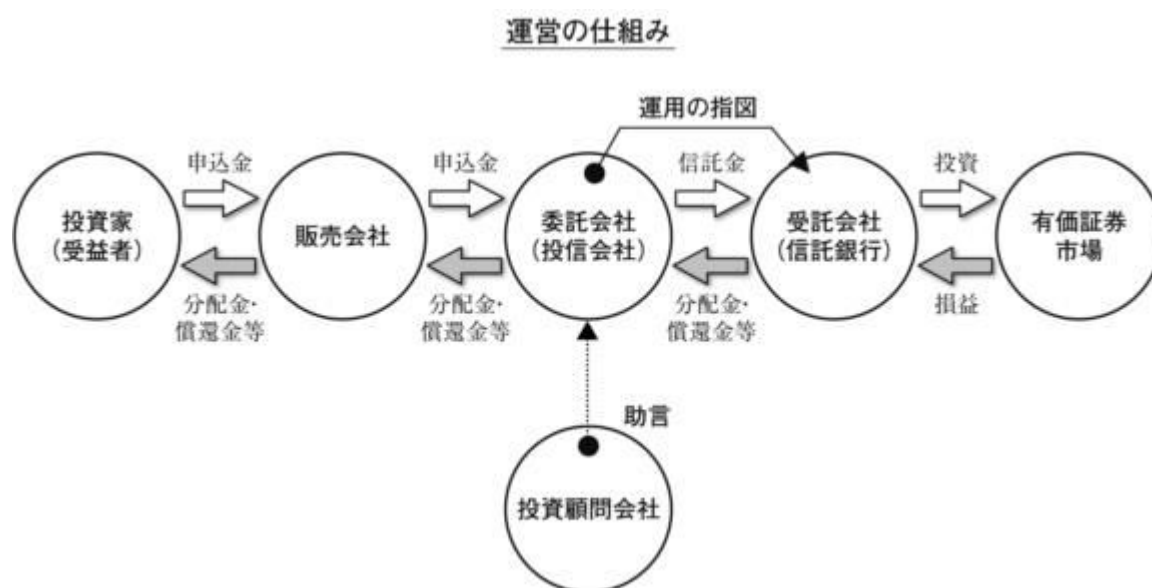 運営の仕組み
運用の指図
申込金
申込金
信託金
投資
投資家
(受益者)
販売会社
委託会社
(投信会社)
受託会社
(信託銀行)
有価証券
市場
分配金・
償還金等
分配金・
償還金等
分配金・
償還金等
損益
助言
投資顧問会社